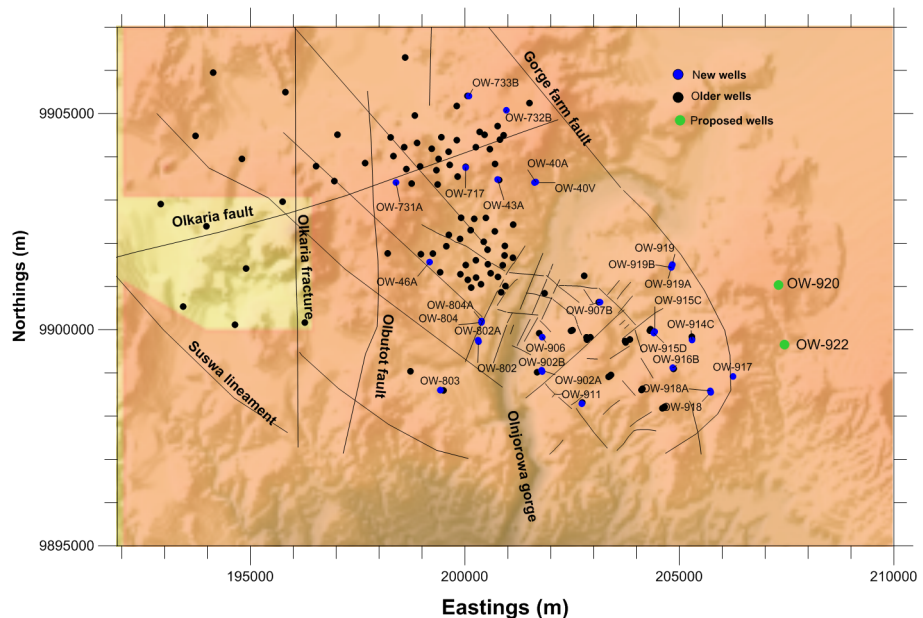 OW-733B
New wells
Older wells
Proposed wells
9905000
OW-732B
Gorge farm fault
OW-40A
OW-40V
OW-717
OW-43A
OW-731A
Olkaria fault
Olkaria fracture
OW-919
OW-919B
OW-919A
OW-46A
OW-920
OW-804A
OW-907B
OW-915C
OW-804
OW-914C
9900000
OW-802A
OW-906
OW-915D
OW-922
OW-802
OW-902B
OW-916B
OW-917
OW-803
OW-902A
OW-911
OW-918A
OW-918
Olbutot fault
Suswa lineament
Olnjorowa gorge
9895000
Northings (m)
195000
200000
205000
210000
Eastings (m)